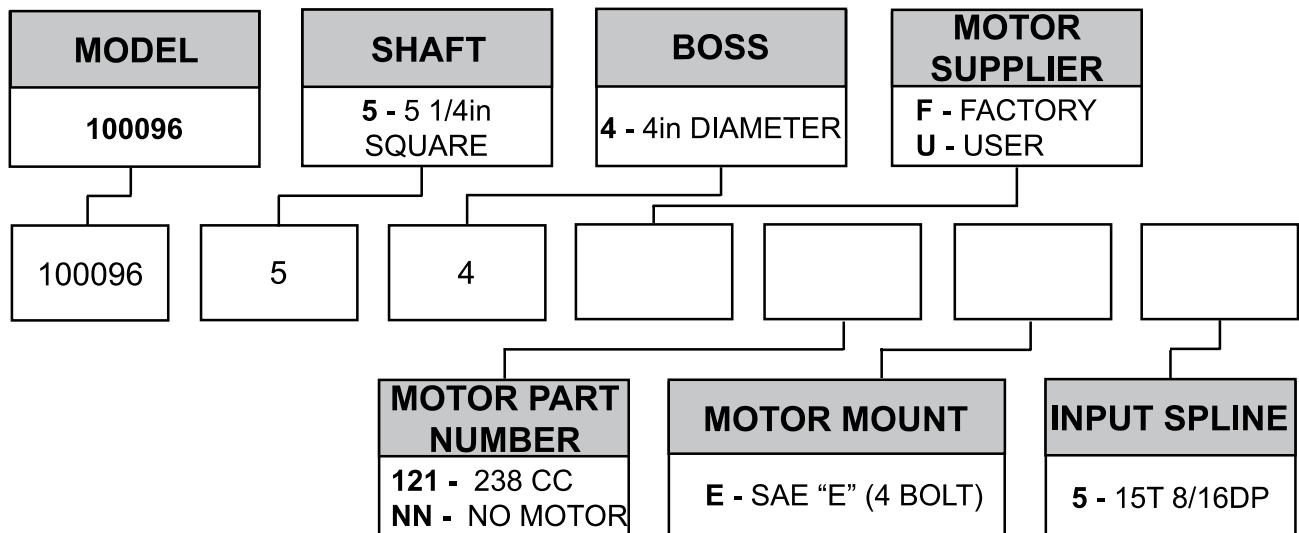 MODEL
100096
SHAFT
5 - 5 1/4in
SQUARE
BOSS
4 - 4in DIAMETER
MOTOR
SUPPLIER
F - FACTORY
U - USER
100096
5
4
MOTOR PART
NUMBER
121 - 238 CC
NN - NO MOTOR
MOTOR MOUNT
E - SAE “E” (4 BOLT)
INPUT SPLINE
5 - 15T 8/16DP